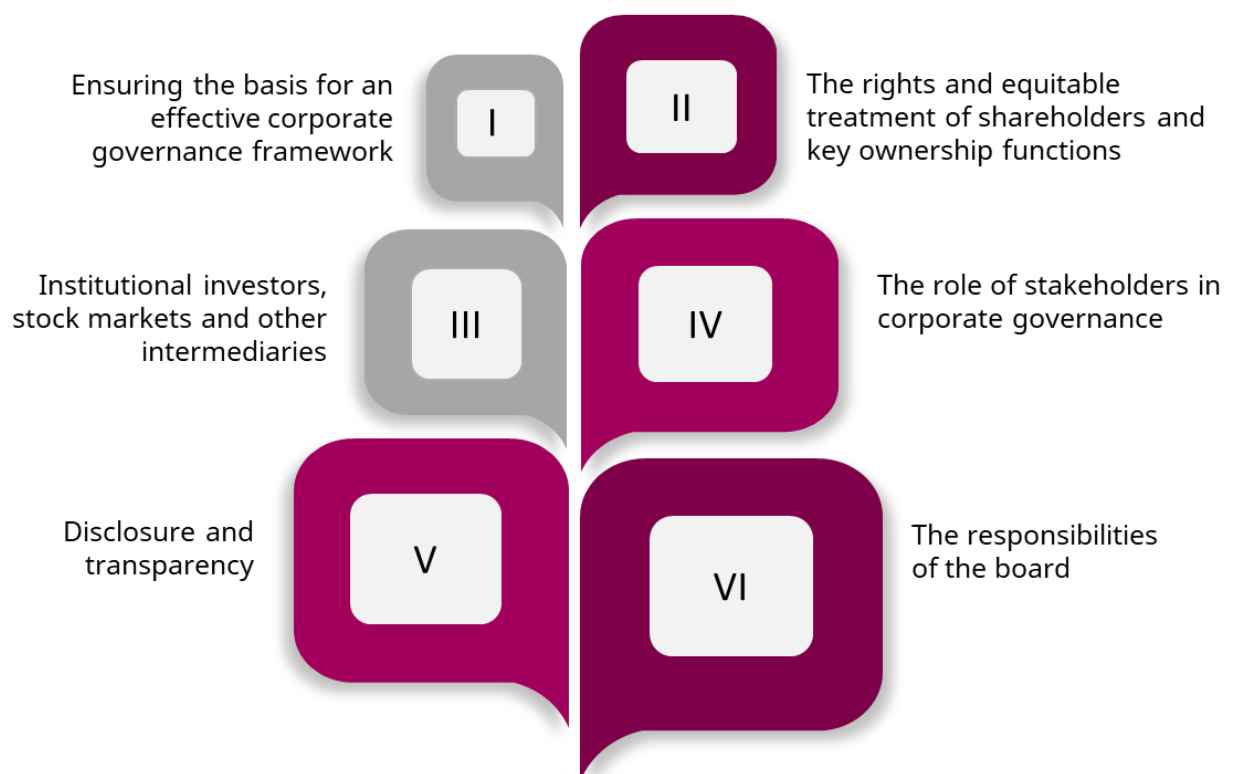 Ensuring the basis for an
effective corporate
governance framework
I
II
The rights and equitable
treatment of shareholders and
key ownership functions
Institutional investors,
stock markets and other
intermediaries
III
IV
The role of stakeholders in
corporate governance
Disclosure and
transparency
V
VI
The responsibilities
of the board